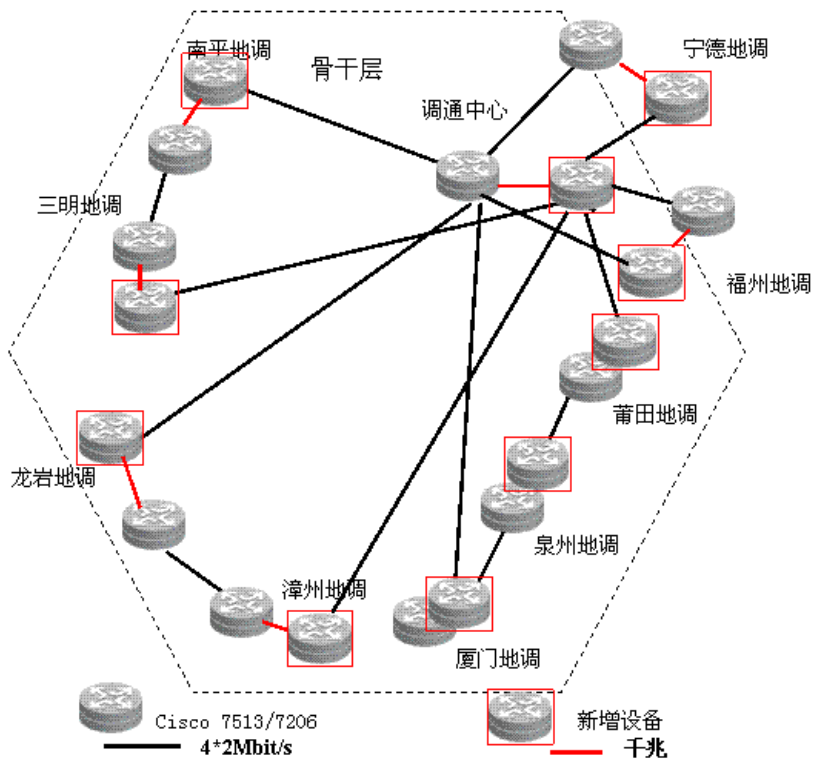 南平地调
骨干层
宁德地调
调通中心
三明地调
福州地调
莆田地调
龙岩地调
泉州地调
漳州地调
厦门地调
Cisco 7513/7206
新增设备
4*2Mbit/s
千兆